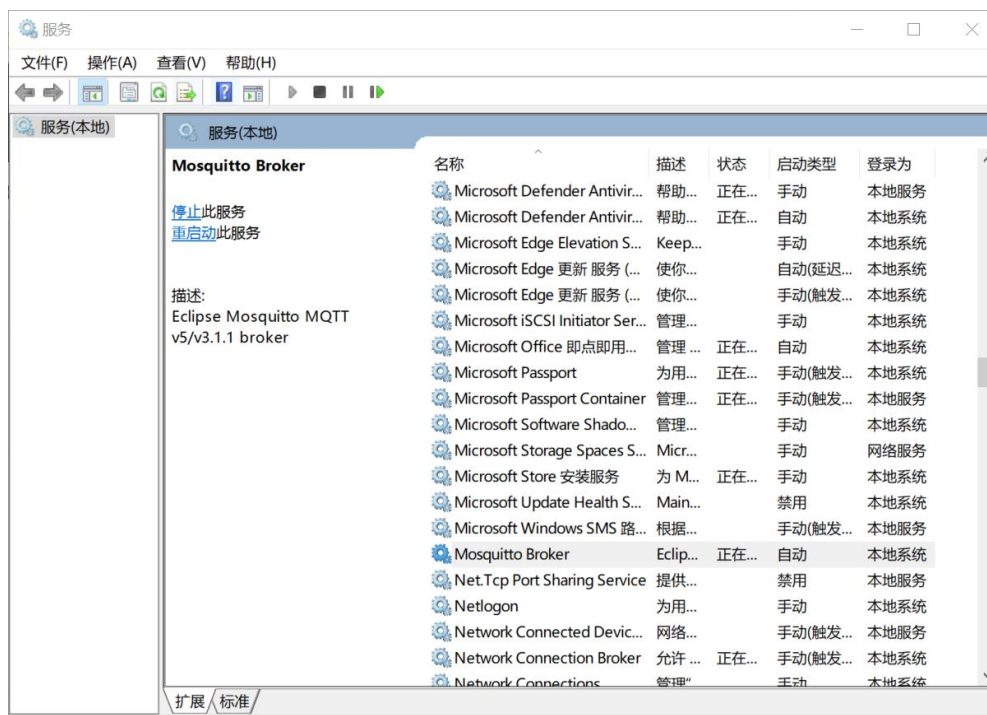 服务
文件(F) 操作(A) 查看(V) 帮助(H)
服务(本地)
服务(本地)
Mosquitto Broker
停止此服务
重启动此服务
描述:
Eclipse Mosquitto MQTT
v5/v3.1.1 broker
名称 描述 状态 启动类型 登录为
Microsoft Defender Antivir... 帮助... 正在... 手动 本地服务
Microsoft Defender Antivir... 帮助... 正在... 自动 本地系统
Microsoft Edge Elevation S... Keep... 手动 本地系统
Microsoft Edge 更新 服务 (... 使你... 自动(延迟... 本地系统
Microsoft Edge 更新 服务 (... 使你... 手动(触发... 本地系统
Microsoft iSCSI Initiator Ser... 管理... 手动 本地系统
Microsoft Office 即点即用... 管理 ... 正在... 自动 本地系统
Microsoft Passport 为用... 正在... 手动(触发... 本地系统
Microsoft Passport Container 管理... 正在... 手动(触发... 本地服务
Microsoft Software Shado... 管理... 手动 本地系统
Microsoft Storage Spaces S... Micr... 手动 网络服务
Microsoft Store 安装服务 为 M... 正在... 手动 本地系统
Microsoft Update Health S... Main... 禁用 本地系统
Microsoft Windows SMS 路... 根据... 手动(触发... 本地服务
Mosquitto Broker Eclip... 正在... 自动 本地系统
Net.Tcp Port Sharing Service 提供... 禁用 本地服务
Netlogon 为用... 手动 本地系统
Network Connected Devic... 网络... 手动(触发... 本地服务
Network Connection Broker 允许 ... 正在... 手动(触发... 本地系统
Network Connections 管理“ 手动 本地系统
扩展 标准